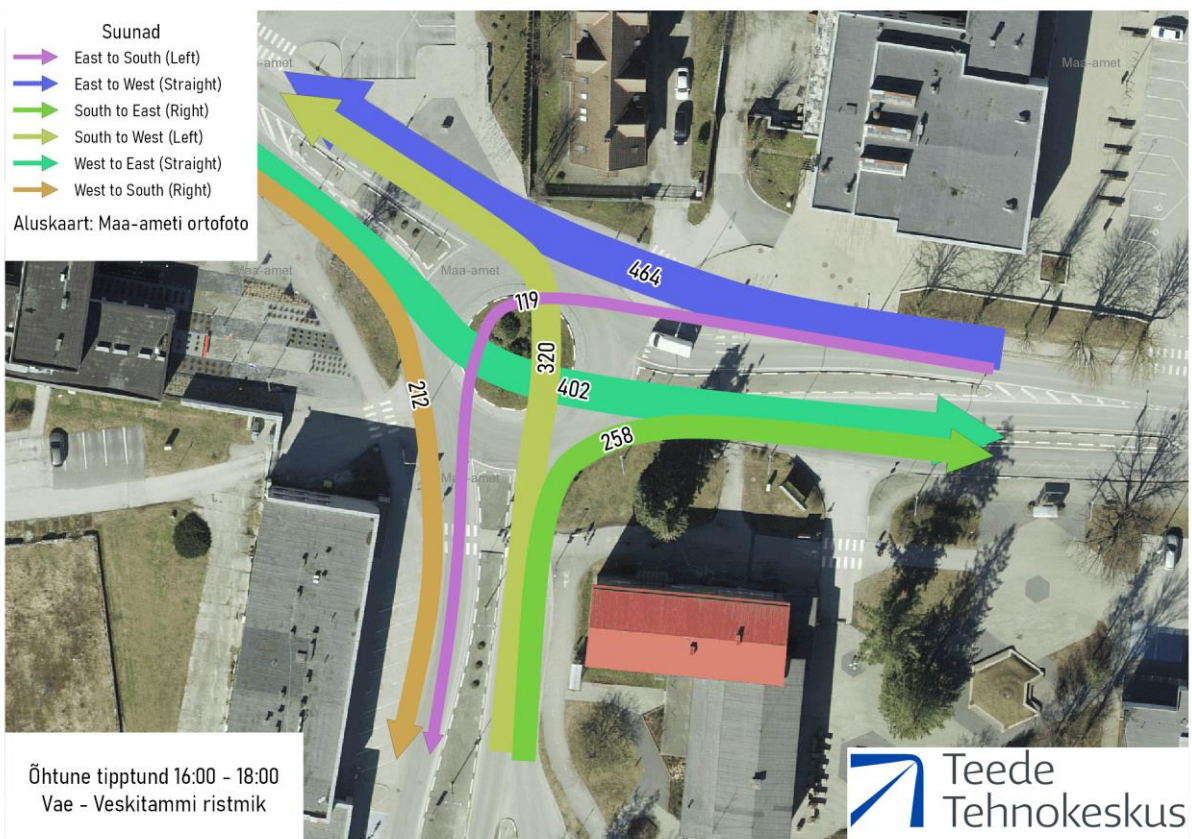 Suunad
East to South (Left)
East to West (Straight)
South to East (Right)
South to West (Left)
West to East (Straight)
West to South (Right)
Aluskaart: Maa-ameti ortofoto
aa-amet
Maa-amet
Maa-amet
Maa-amet
464
119
320
402
212
258
Maa-amet
Õhtune tipptund 16:00 - 18:00
Vae - Veskitammi ristmik
Teede
Tehnokeskus